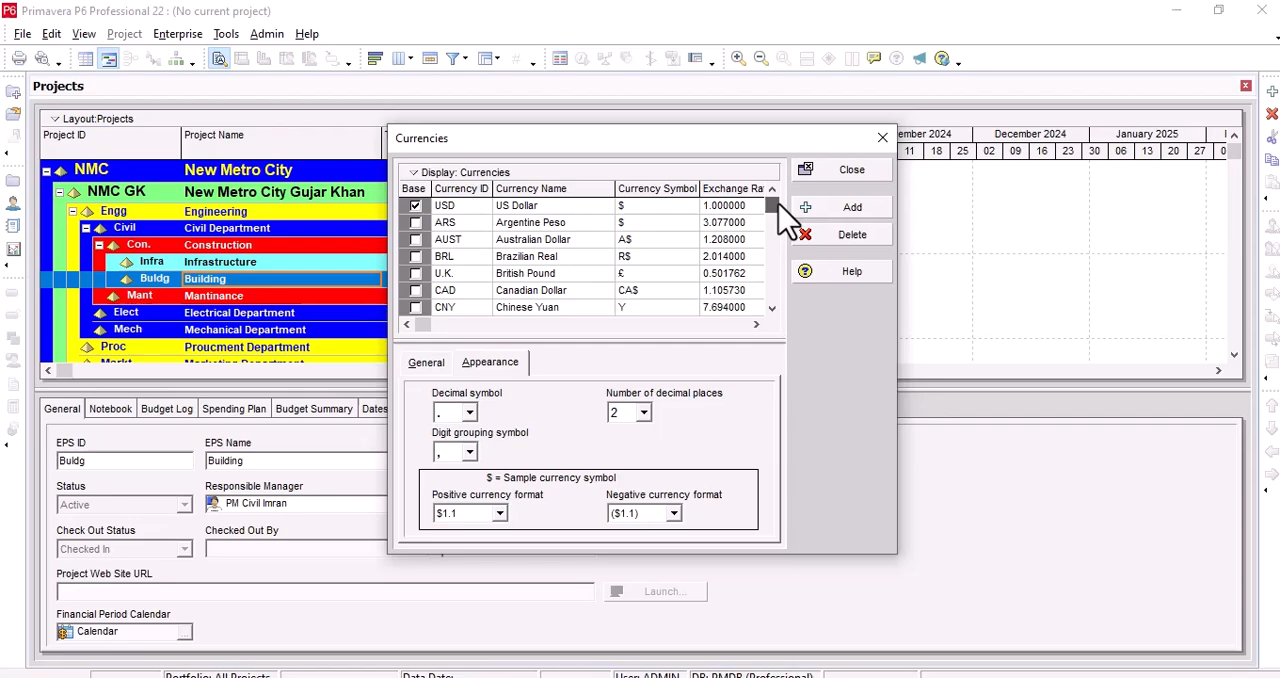 P6 Primavera P6 Professional 22 : (No current project)
File Edit View Project Enterprise Tools Admin Help
Projects
Layout:Projects
Project ID Project Name
ember 2024 December 2024 January 2025
11 18 25 02 09 16 23 30 06 13 20 27
NMC New Metro City
NMC GK New Metro City Gujar Khan
Engg Engineering
Civil Civil Department
Con. Construction
Infra Infrastructure
Buldg Building
Mant Mantinance
Elect Electrical Department
Mech Mechanical Department
Proc Proucment Department
Currencies
Display: Currencies
Base Currency ID Currency Name Currency Symbol Exchange Ra
USD US Dollar $ 1.000000
ARS Argentine Peso $ 3.077000
AUST Australian Dollar A$ 1.208000
BRL Brazilian Real R$ 2.014000
U.K. British Pound £ 0.501762
CAD Canadian Dollar CA$ 1.105730
CNY Chinese Yuan Y 7.694000
Close
Add
Delete
Help
General Appearance
Decimal symbol Number of decimal places
. 2
Digit grouping symbol
,
$ = Sample currency symbol
Positive currency format Negative currency format
$1.1 ($1.1)
General Notebook Budget Log Spending Plan Budget Summary Dates
EPS ID EPS Name
Buldg Building
Status Responsible Manager
Active PM Civil Imran
Check Out Status Checked Out By
Checked In
Project Web Site URL
Launch...
Financial Period Calendar
Calendar ...
Portfolio: All Projects Data Date: User: ADMIN DB: PMDB (Professional)